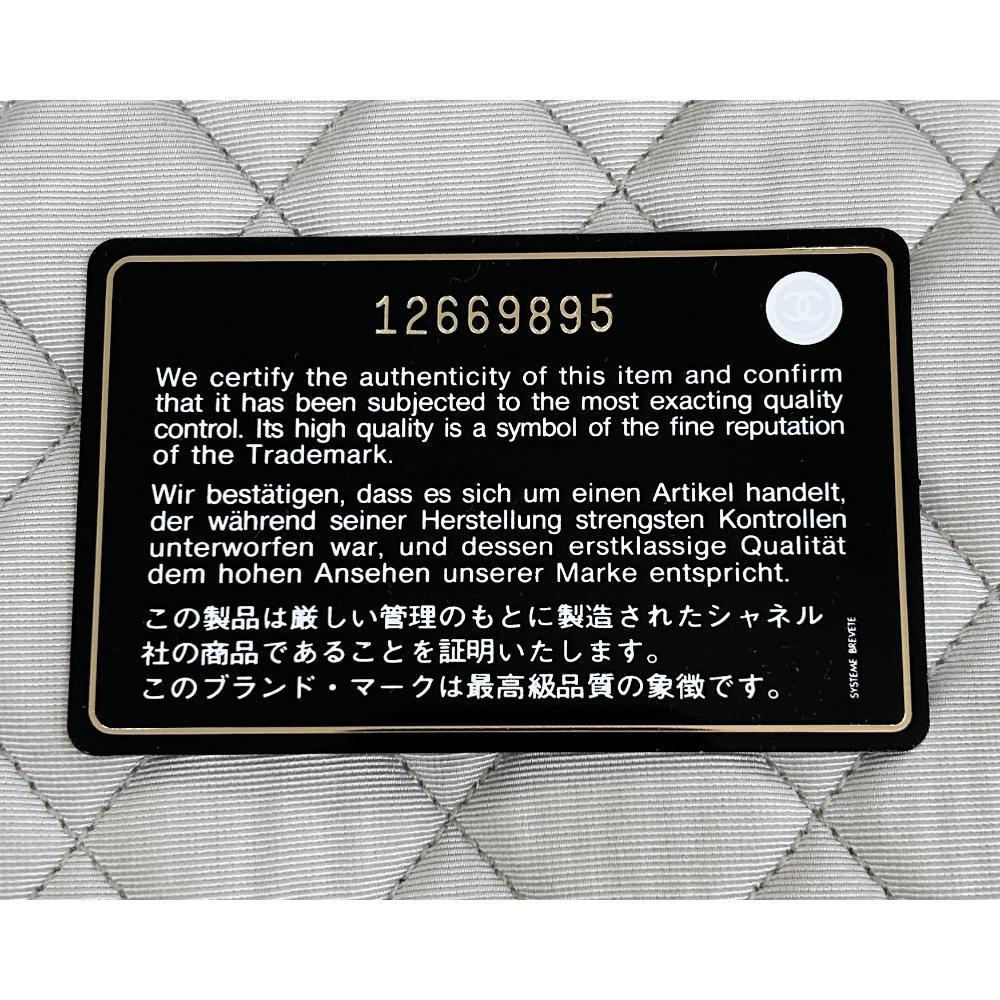 12669895
We certify the authenticity of this item and confirm
that it has been subjected to the most exacting quality
control. Its high quality is a symbol of the fine reputation
of the Trademark.
Wir bestätigen, dass es sich um einen Artikel handelt,
der während seiner Herstellung strengsten Kontrollen
unterworfen war, und dessen erstklassige Qualität
dem hohen Ansehen unserer Marke entspricht.
この製品は厳しい管理のもとに製造されたシャネル
社の商品であることを証明いたします。
このブランド・マークは最高級品質の象徴です。
SYSTEME BREVETE